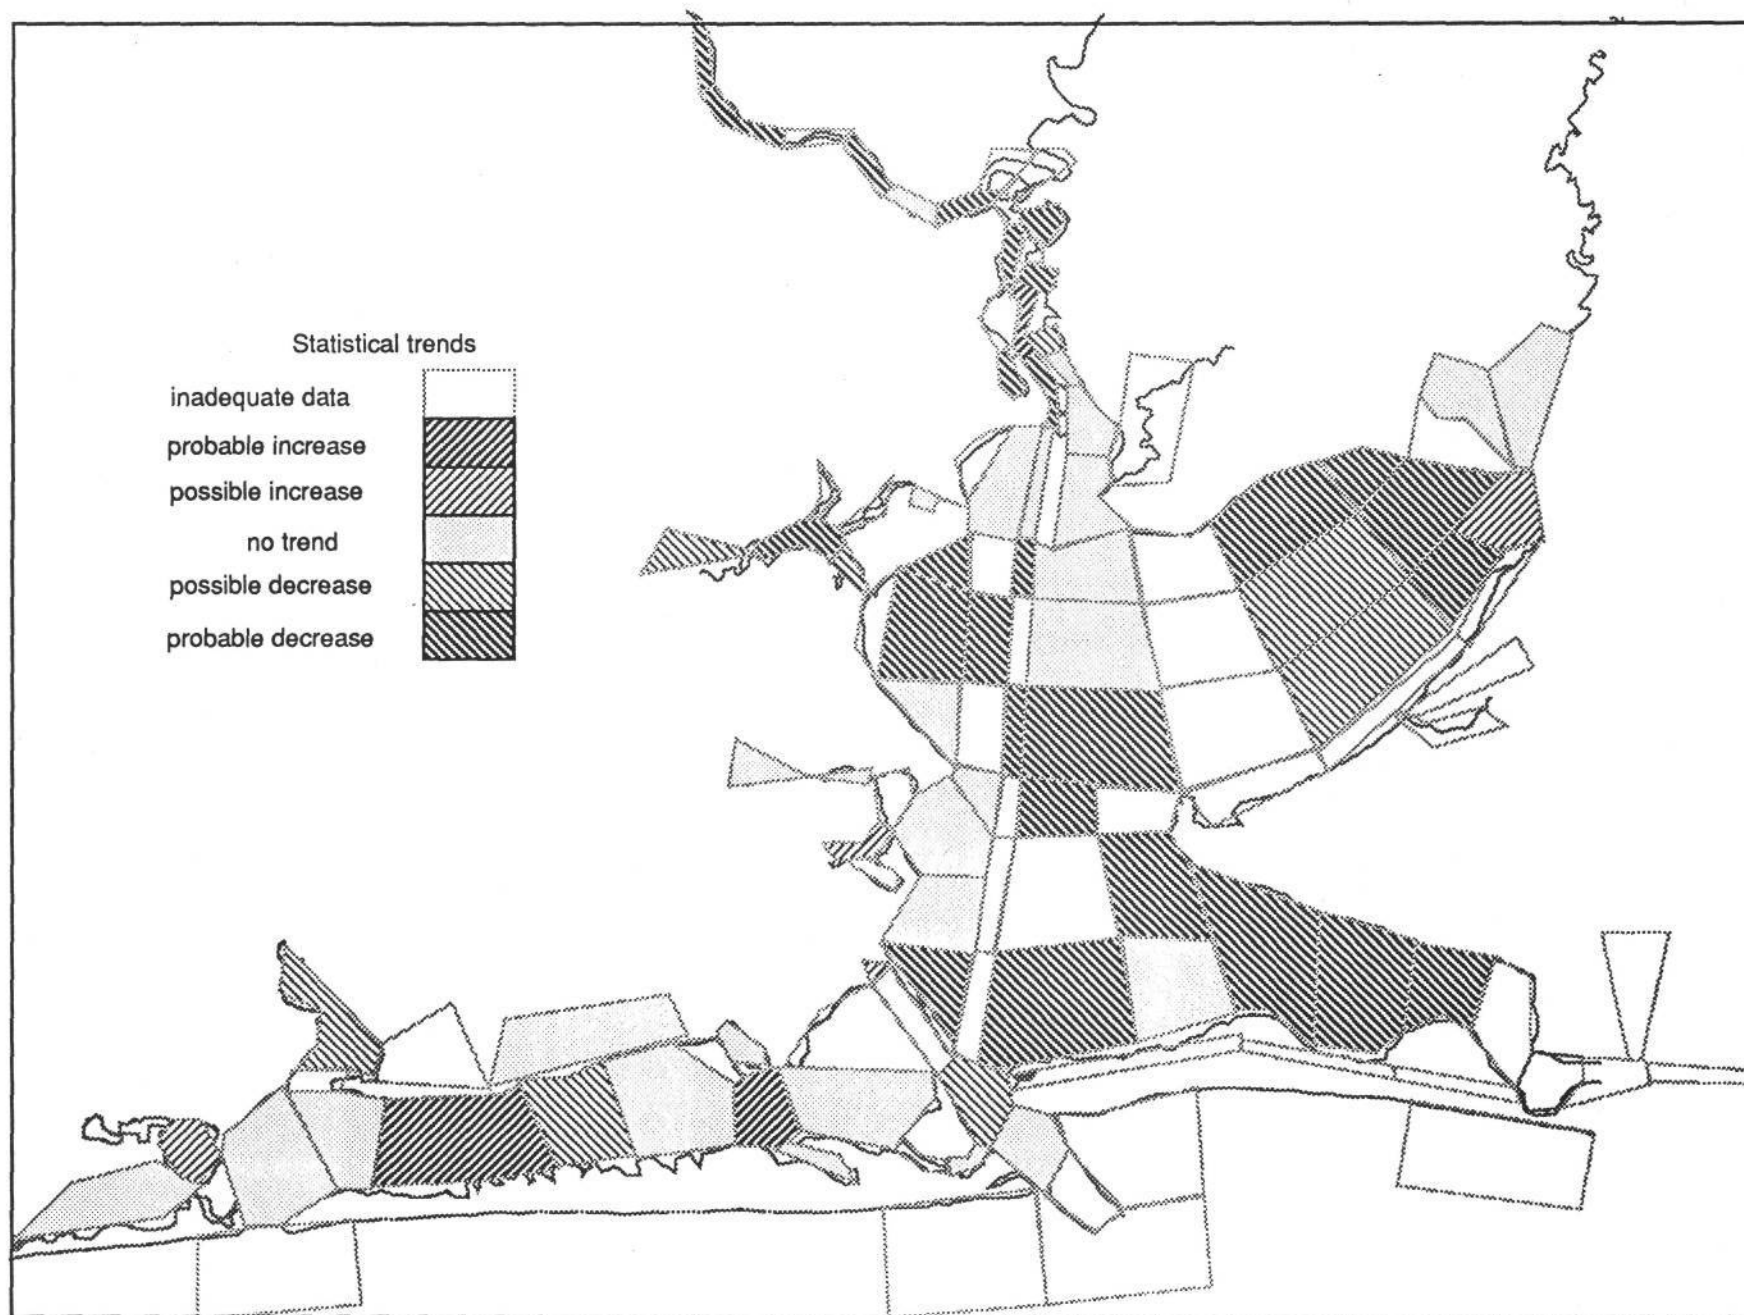 Statistical trends
inadequate data
probable increase
possible increase
no trend
possible decrease
probable decrease